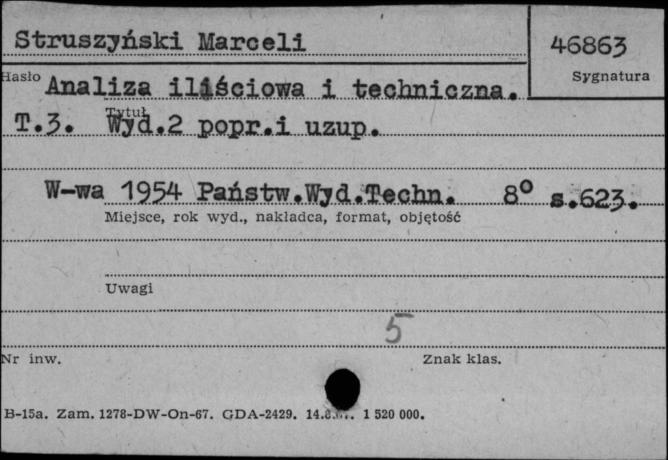 Struszyński Marceli
46863
Hasło
Sygnatura
Analiza iliściowa i techniczna.
Tytuł
T.3. Wyd.2 popr.i uzup.
W-wa 1954 Państw.Wyd.Techn. 8° s.623.
Miejsce, rok wyd., nakładca, format, objętość
Uwagi
5
Nr inw.
Znak klas.
B-15a. Zam. 1278-DW-On-67. GDA-2429. 1 520 000.